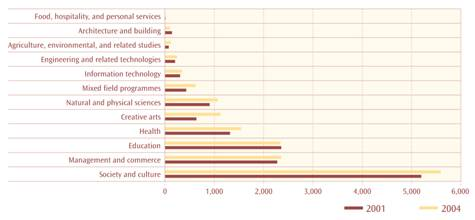 Food, hospitality, and personal services
Architecture and building
Agriculture, environmental, and related studies
Engineering and related technologies
Information technology
Mixed field programmes
Natural and physical sciences
Creative arts
Health
Education
Management and commerce
Society and culture
0 1,000 2,000 3,000 4,000 5,000 6,000
2001 2004